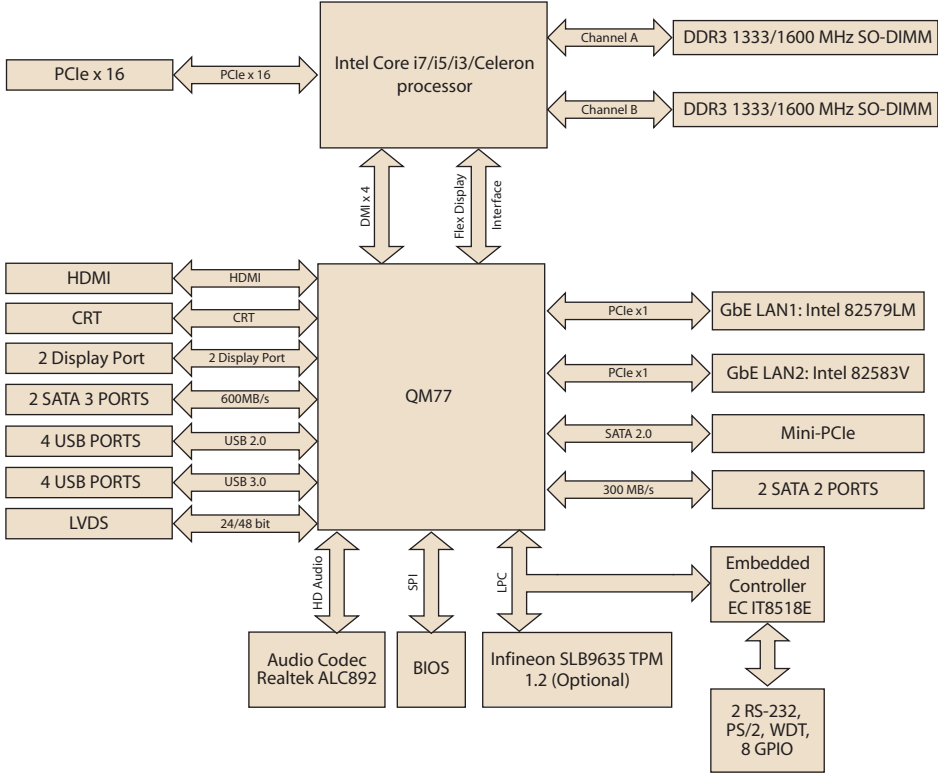 PCIe x 16
PCIe x 16
Intel Core i7/i5/i3/Celeron
processor
Channel A
DDR3 1333/1600 MHz SO-DIMM
Channel B
DDR3 1333/1600 MHz SO-DIMM
DMI x 4
Flex Display
Interface
HDMI
HDMI
CRT
CRT
2 Display Port
2 Display Port
2 SATA 3 PORTS
600MB/s
4 USB PORTS
USB 2.0
4 USB PORTS
USB 3.0
LVDS
24/48 bit
QM77
PCIe x1
GbE LAN1: Intel 82579LM
PCIe x1
GbE LAN2: Intel 82583V
SATA 2.0
Mini-PCIe
300 MB/s
2 SATA 2 PORTS
HD Audio
SPI
LPC
Audio Codec
Realtek ALC892
BIOS
Infineon SLB9635 TPM
1.2 (Optional)
Embedded
Controller
EC IT8518E
2 RS-232,
PS/2, WDT,
8 GPIO